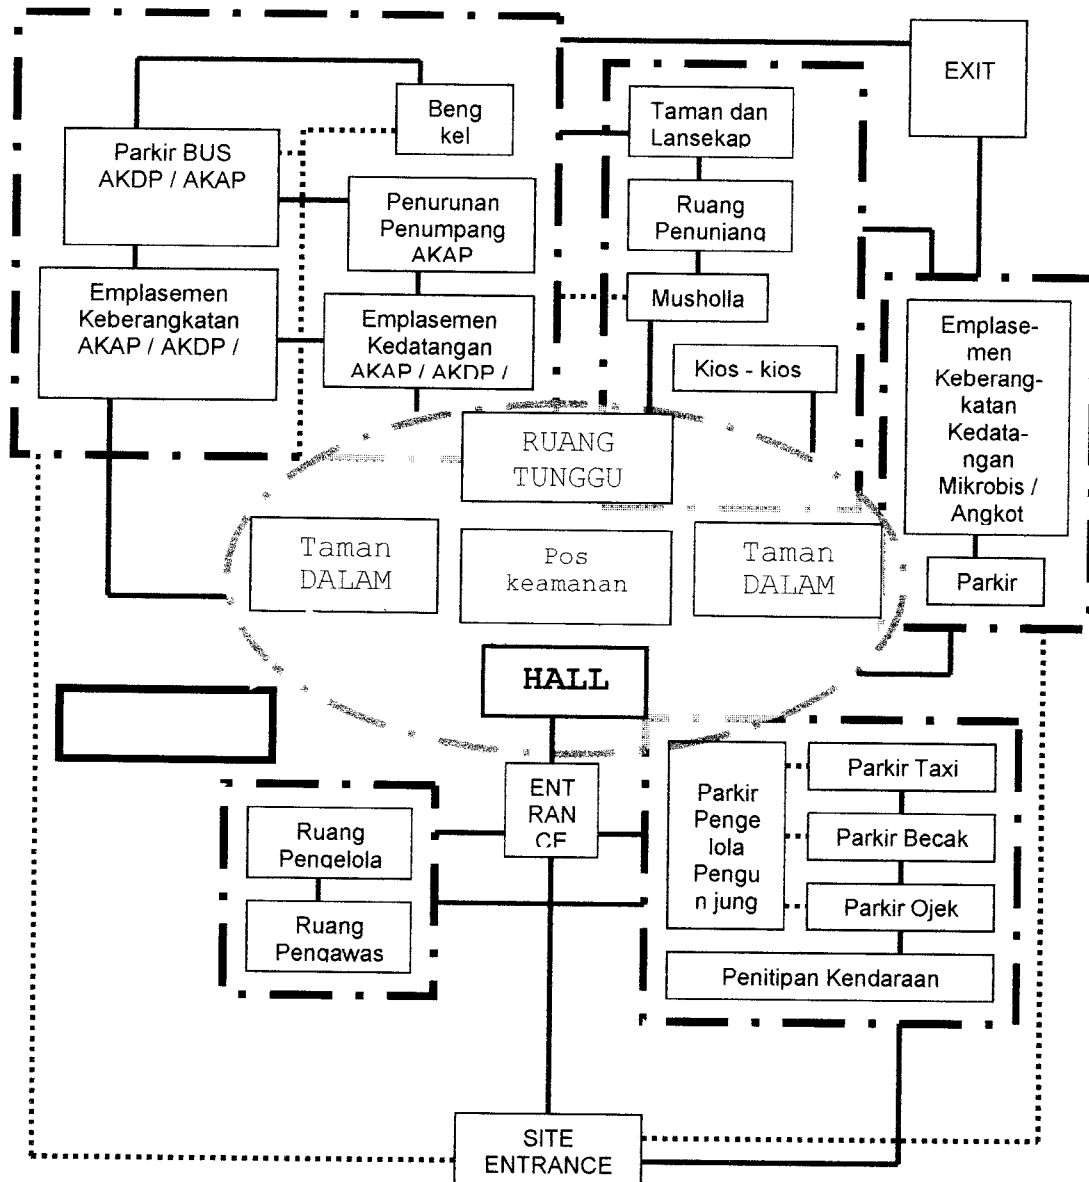 EXIT
Beng
kel
Taman dan
Lansekap
Parkir BUS
AKDP / AKAP
Penurunan
Penumpang
AKAP
Ruang
Penunjang
Emplasemen
Keberangkatan
AKAP / AKDP /
Emplasemen
Kedatangan
AKAP / AKDP /
Musholla
Kios - kios
Emplase-
men
Keberang-
katan
Kedata-
ngan
Mikrobis /
Angkot
Parkir
RUANG
TUNGGU
Taman
DALAM
Pos
keamanan
Taman
DALAM
HALL
ENT
RAN
CE
Ruang
Pengelola
Ruang
Pengawas
Parkir
Penge
lola
Pengu
n jung
Parkir Taxi
Parkir Becak
Parkir Ojek
Penitipan Kendaraan
SITE
ENTRANCE